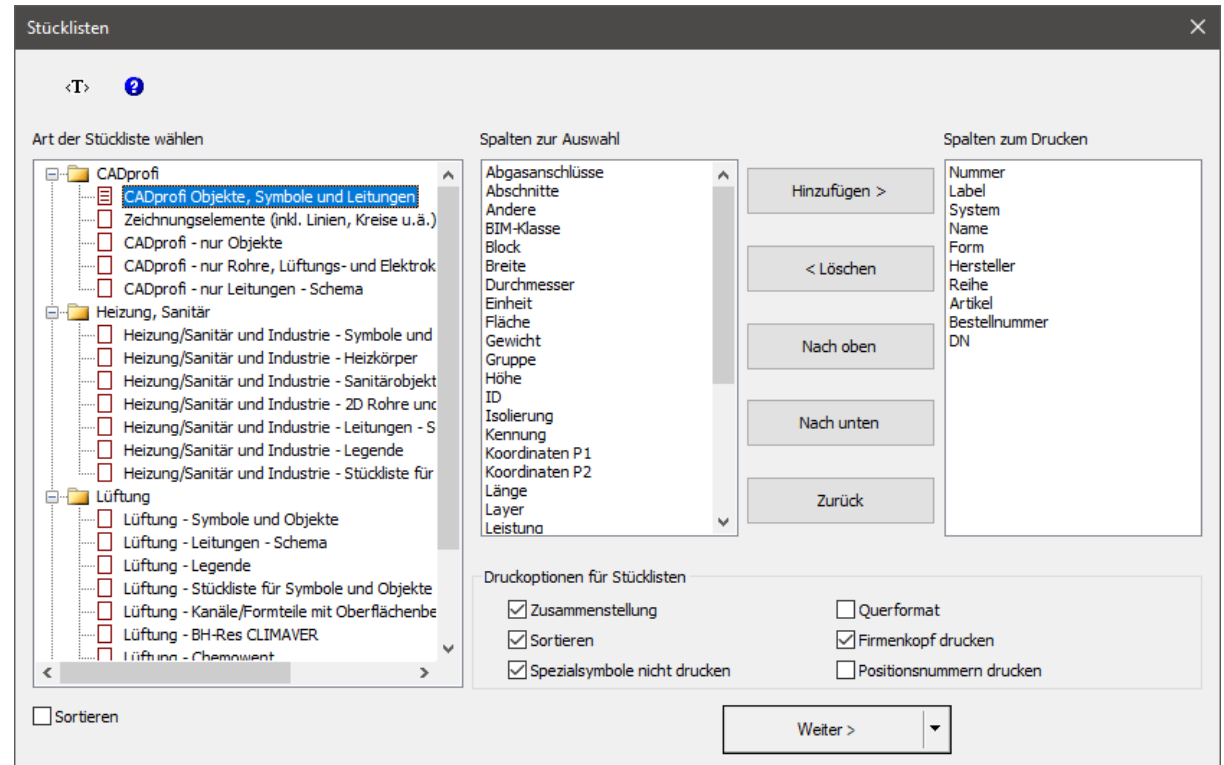 Stücklisten
<T>
?
Art der Stückliste wählen
CADprofi
CADprofi Objekte, Symbole und Leitungen
Zeichnungselemente (inkl. Linien, Kreise u.ä.)
CADprofi - nur Objekte
CADprofi - nur Rohre, Lüftungs- und Elektrok
CADprofi - nur Leitungen - Schema
Heizung, Sanitär
Heizung/Sanitär und Industrie - Symbole und
Heizung/Sanitär und Industrie - Heizkörper
Heizung/Sanitär und Industrie - Sanitärobjekt
Heizung/Sanitär und Industrie - 2D Rohre und
Heizung/Sanitär und Industrie - Leitungen - S
Heizung/Sanitär und Industrie - Legende
Heizung/Sanitär und Industrie - Stückliste für
Lüftung
Lüftung - Symbole und Objekte
Lüftung - Leitungen - Schema
Lüftung - Legende
Lüftung - Stückliste für Symbole und Objekte
Lüftung - Kanäle/Formteile mit Oberflächenbe
Lüftung - BH-Res CLIMAVER
Lüftung - Chemowent
Sortieren
Spalten zur Auswahl
Abgasanschlüsse
Abschnitte
Andere
BIM-Klasse
Block
Breite
Durchmesser
Einheit
Fläche
Gewicht
Gruppe
Höhe
ID
Isolierung
Kennung
Koordinaten P1
Koordinaten P2
Länge
Layer
Leistung
Hinzufügen >
< Löschen
Nach oben
Nach unten
Zurück
Spalten zum Drucken
Nummer
Label
System
Name
Form
Hersteller
Reihe
Artikel
Bestellnummer
DN
Druckoptionen für Stücklisten
Zusammenstellung
Sortieren
Spezialsymbole nicht drucken
Querformat
Firmenkopf drucken
Positionsnummern drucken
Weiter >